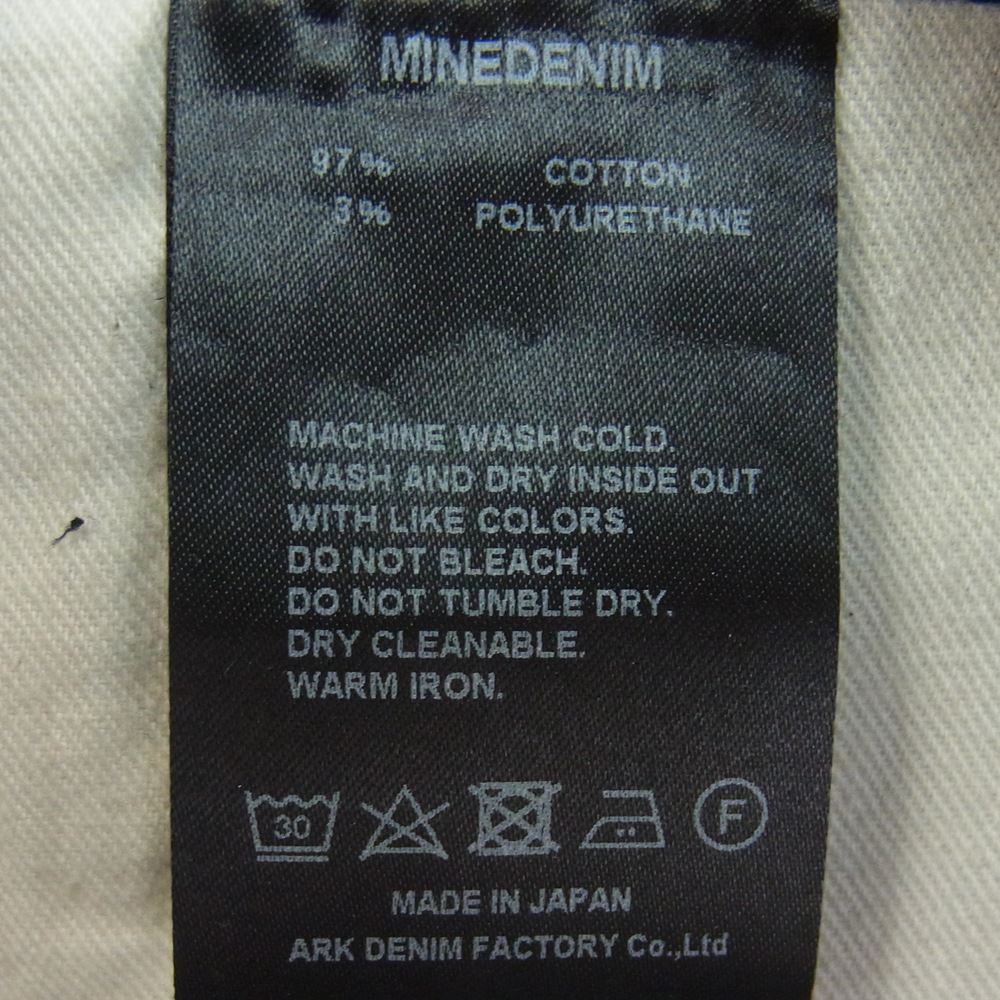 MINEDENIM
97% COTTON
3% POLYURETHANE
MACHINE WASH COLD.
WASH AND DRY INSIDE OUT
WITH LIKE COLORS.
DO NOT BLEACH.
DO NOT TUMBLE DRY.
DRY CLEANABLE.
WARM IRON.
30 F
MADE IN JAPAN
ARK DENIM FACTORY Co.,Ltd